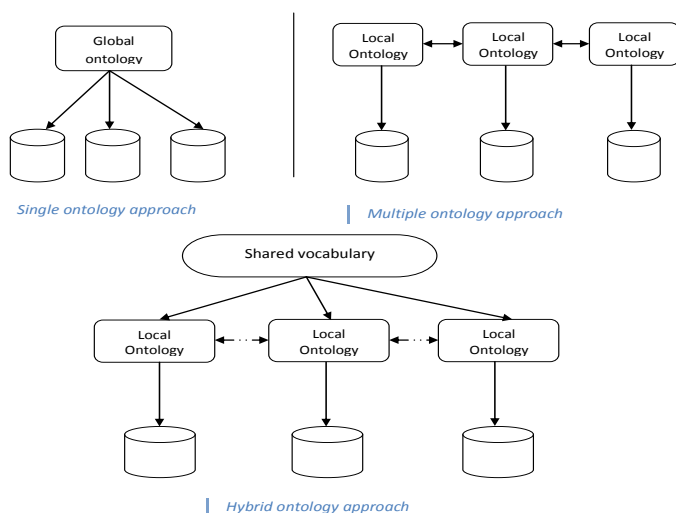 Global
ontology
Local
Ontology
Local
Ontology
Local
Ontology
Single ontology approach
Multiple ontology approach
Shared vocabulary
Local
Ontology
Local
Ontology
Local
Ontology
Hybrid ontology approach